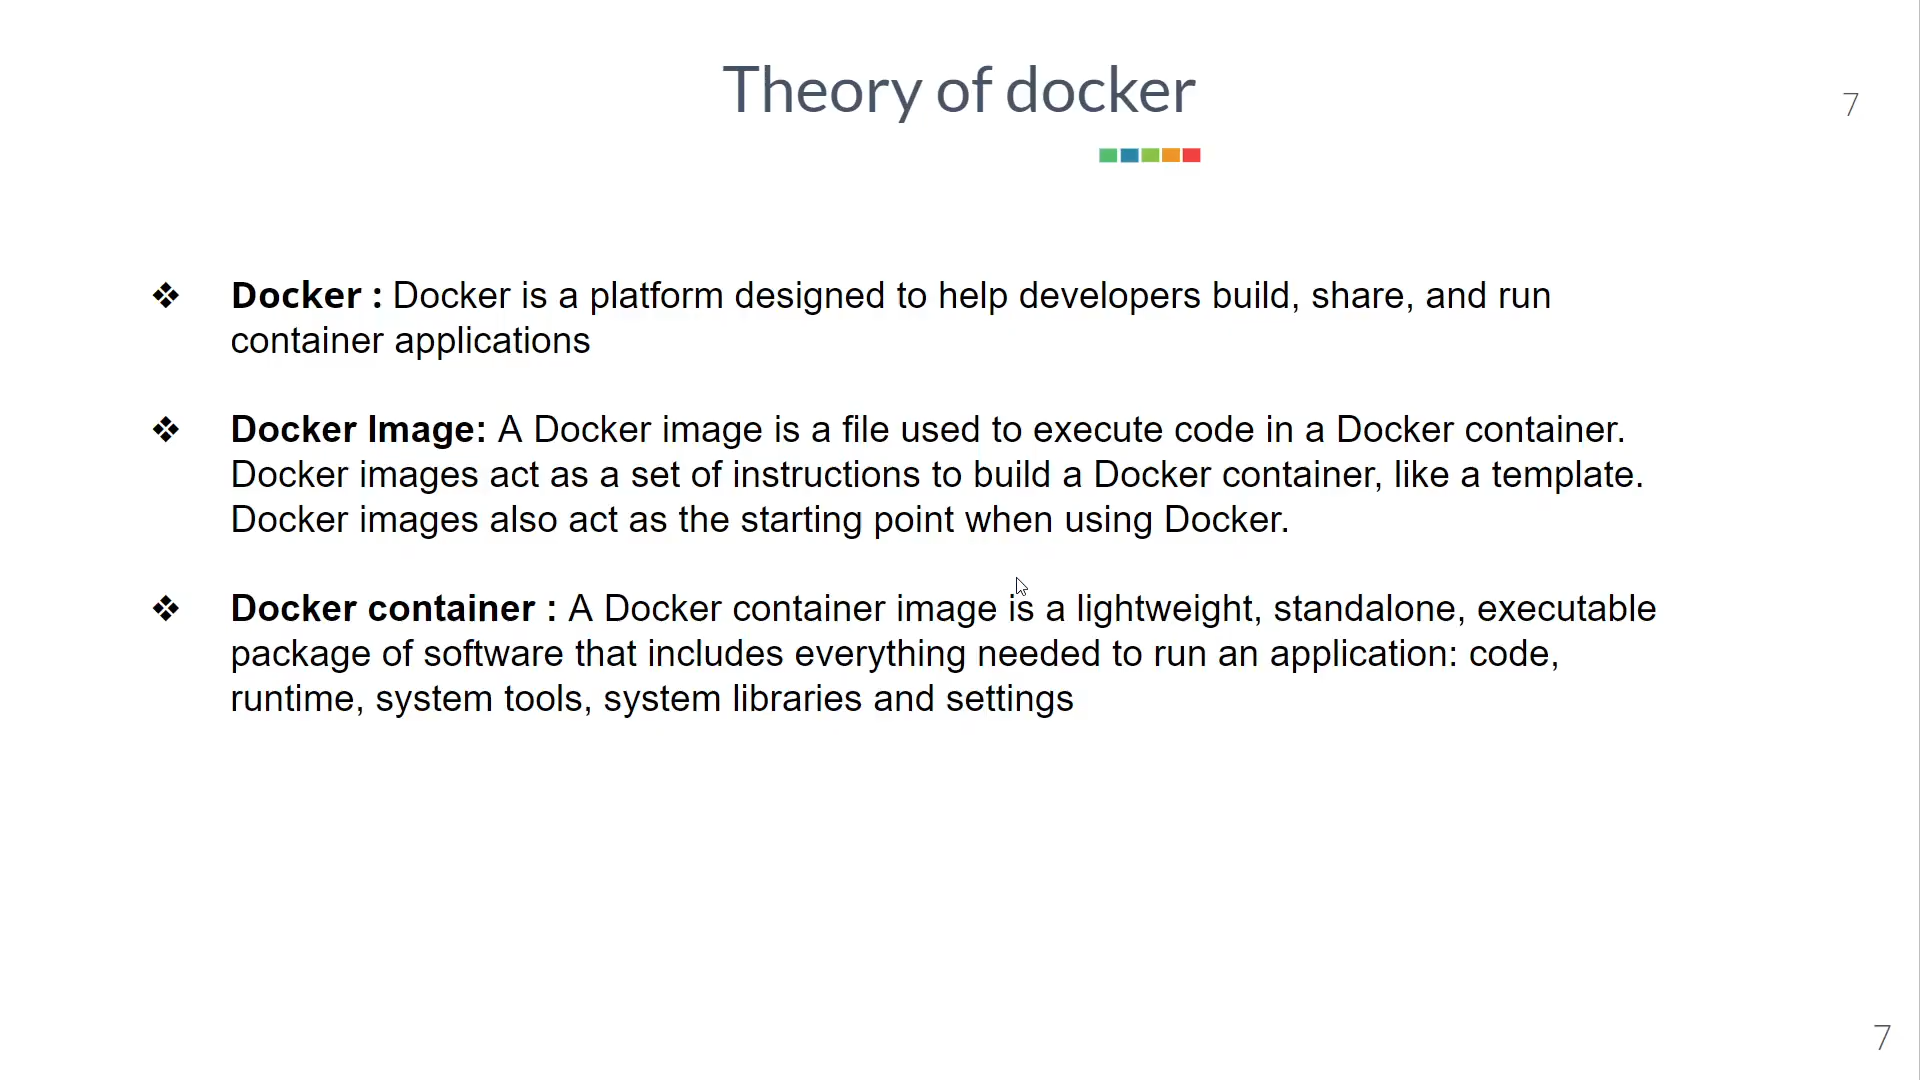 Theory of docker
7
❖ Docker : Docker is a platform designed to help developers build, share, and run
container applications
❖ Docker Image: A Docker image is a file used to execute code in a Docker container.
Docker images act as a set of instructions to build a Docker container, like a template.
Docker images also act as the starting point when using Docker.
❖ Docker container : A Docker container image is a lightweight, standalone, executable
package of software that includes everything needed to run an application: code,
runtime, system tools, system libraries and settings
7